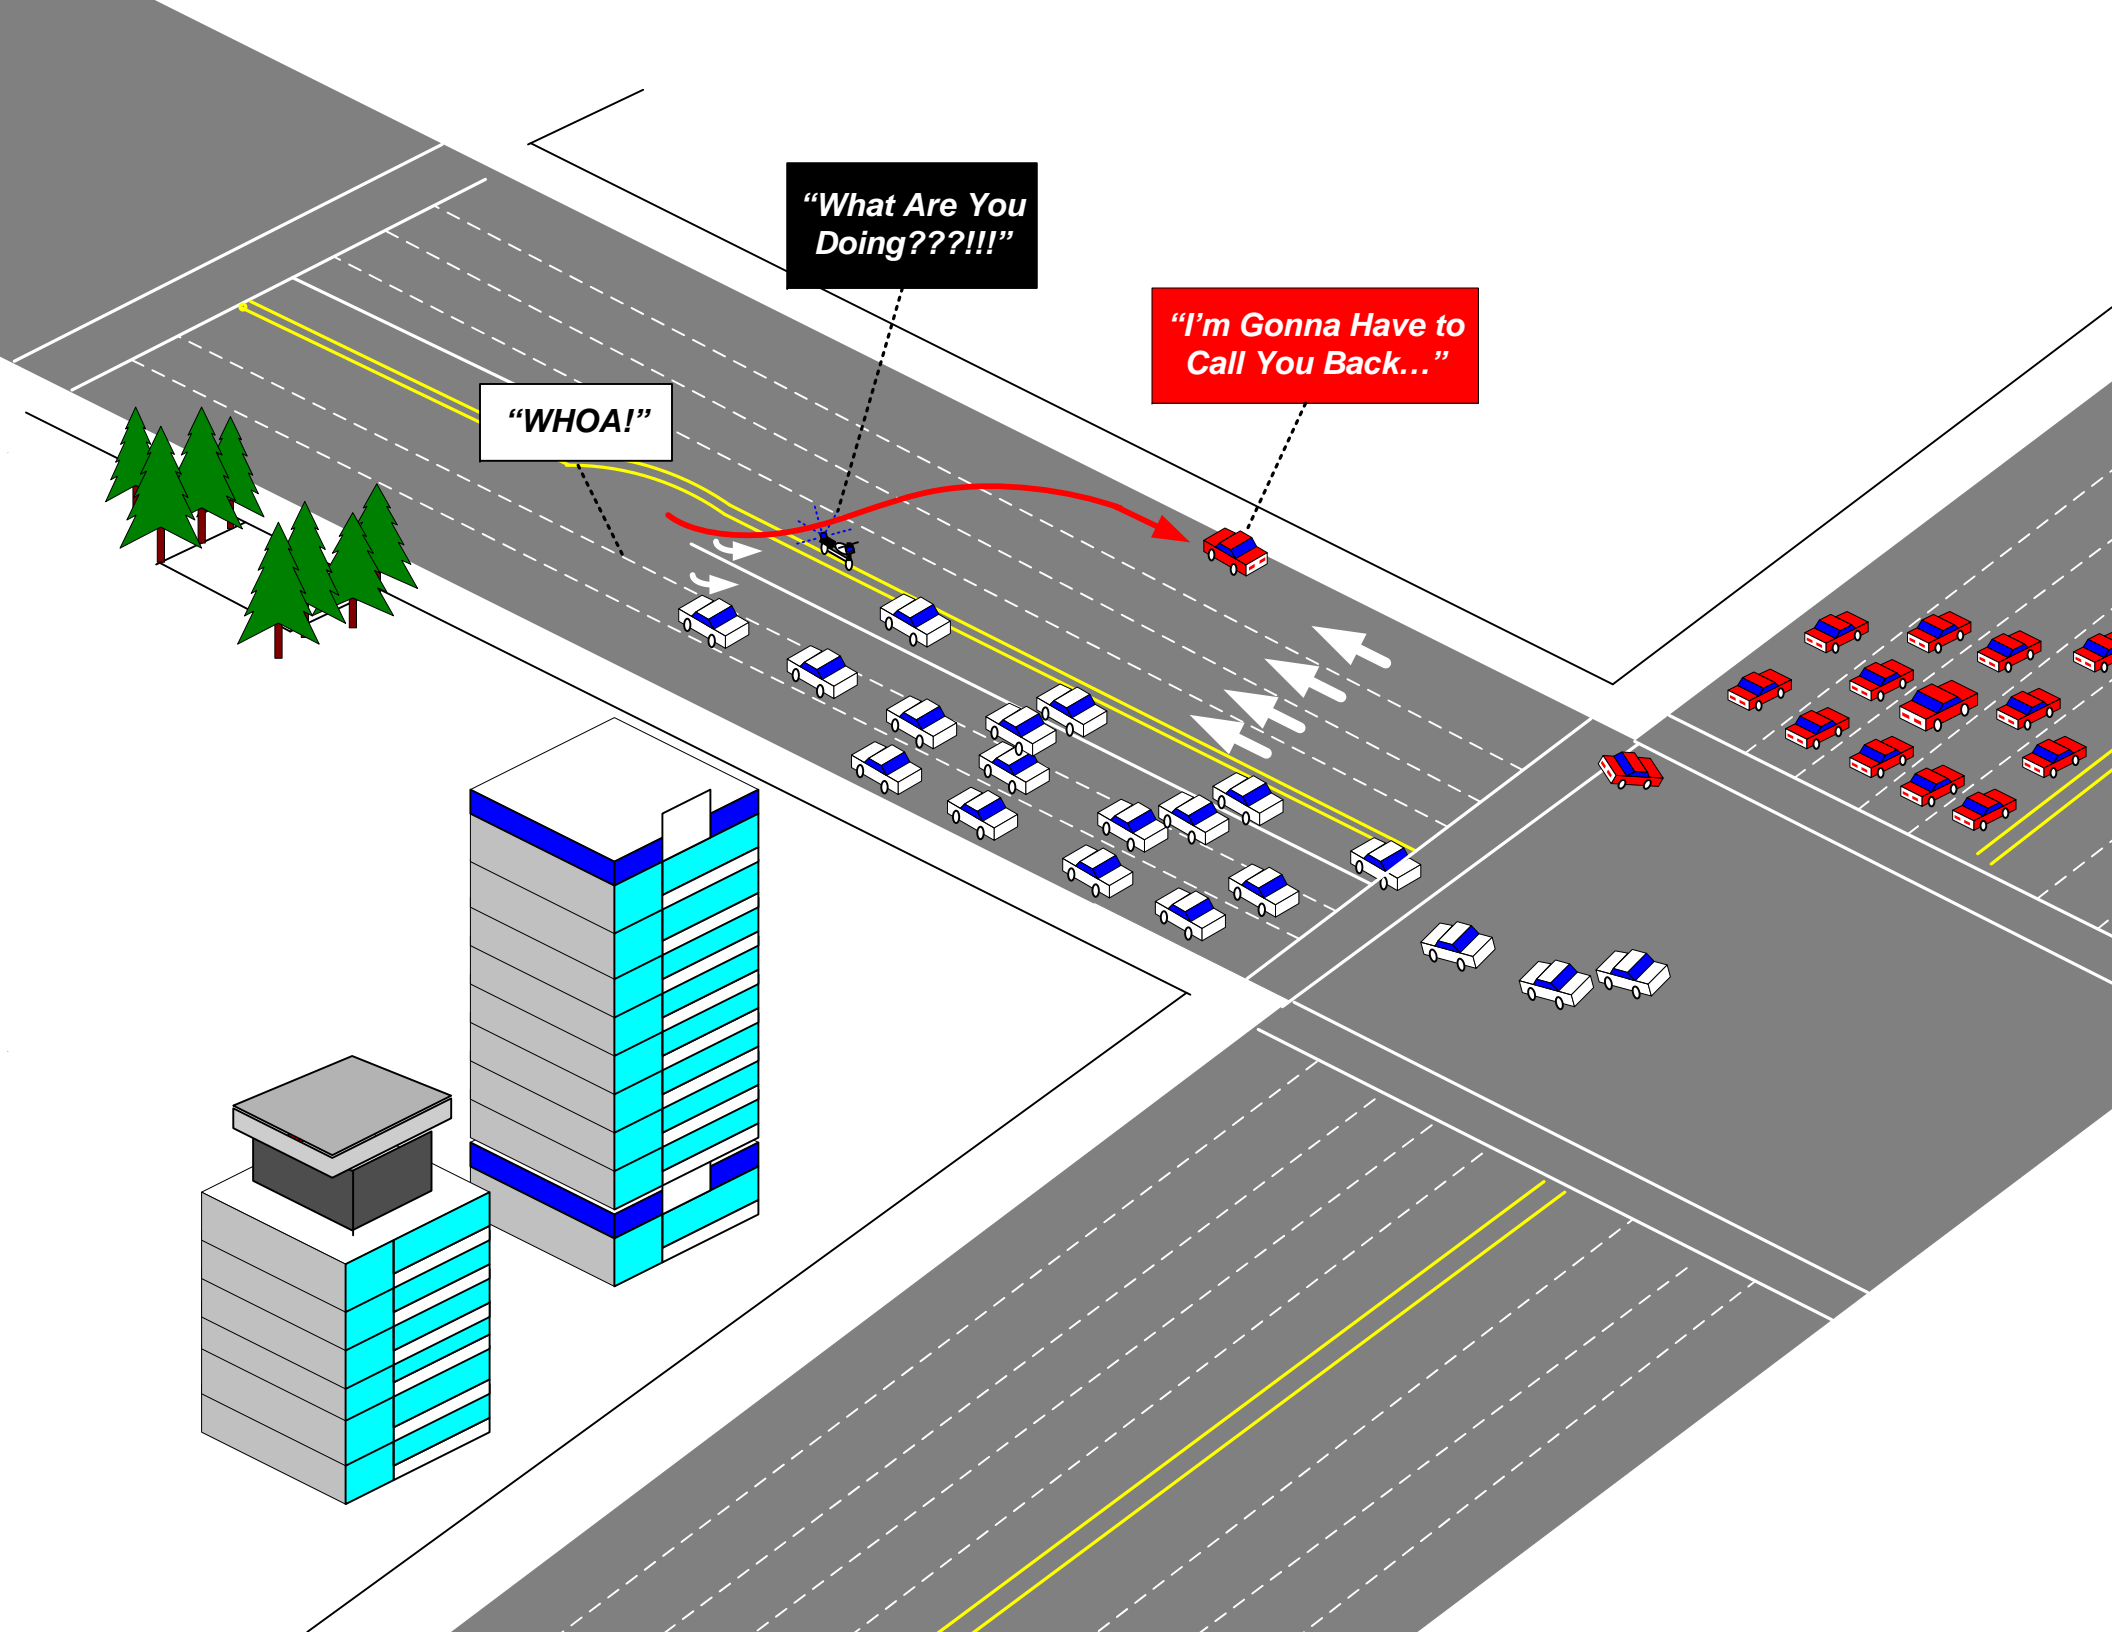 “What Are You
Doing???!!!”
“I’m Gonna Have to
Call You Back…”
“WHOA!”